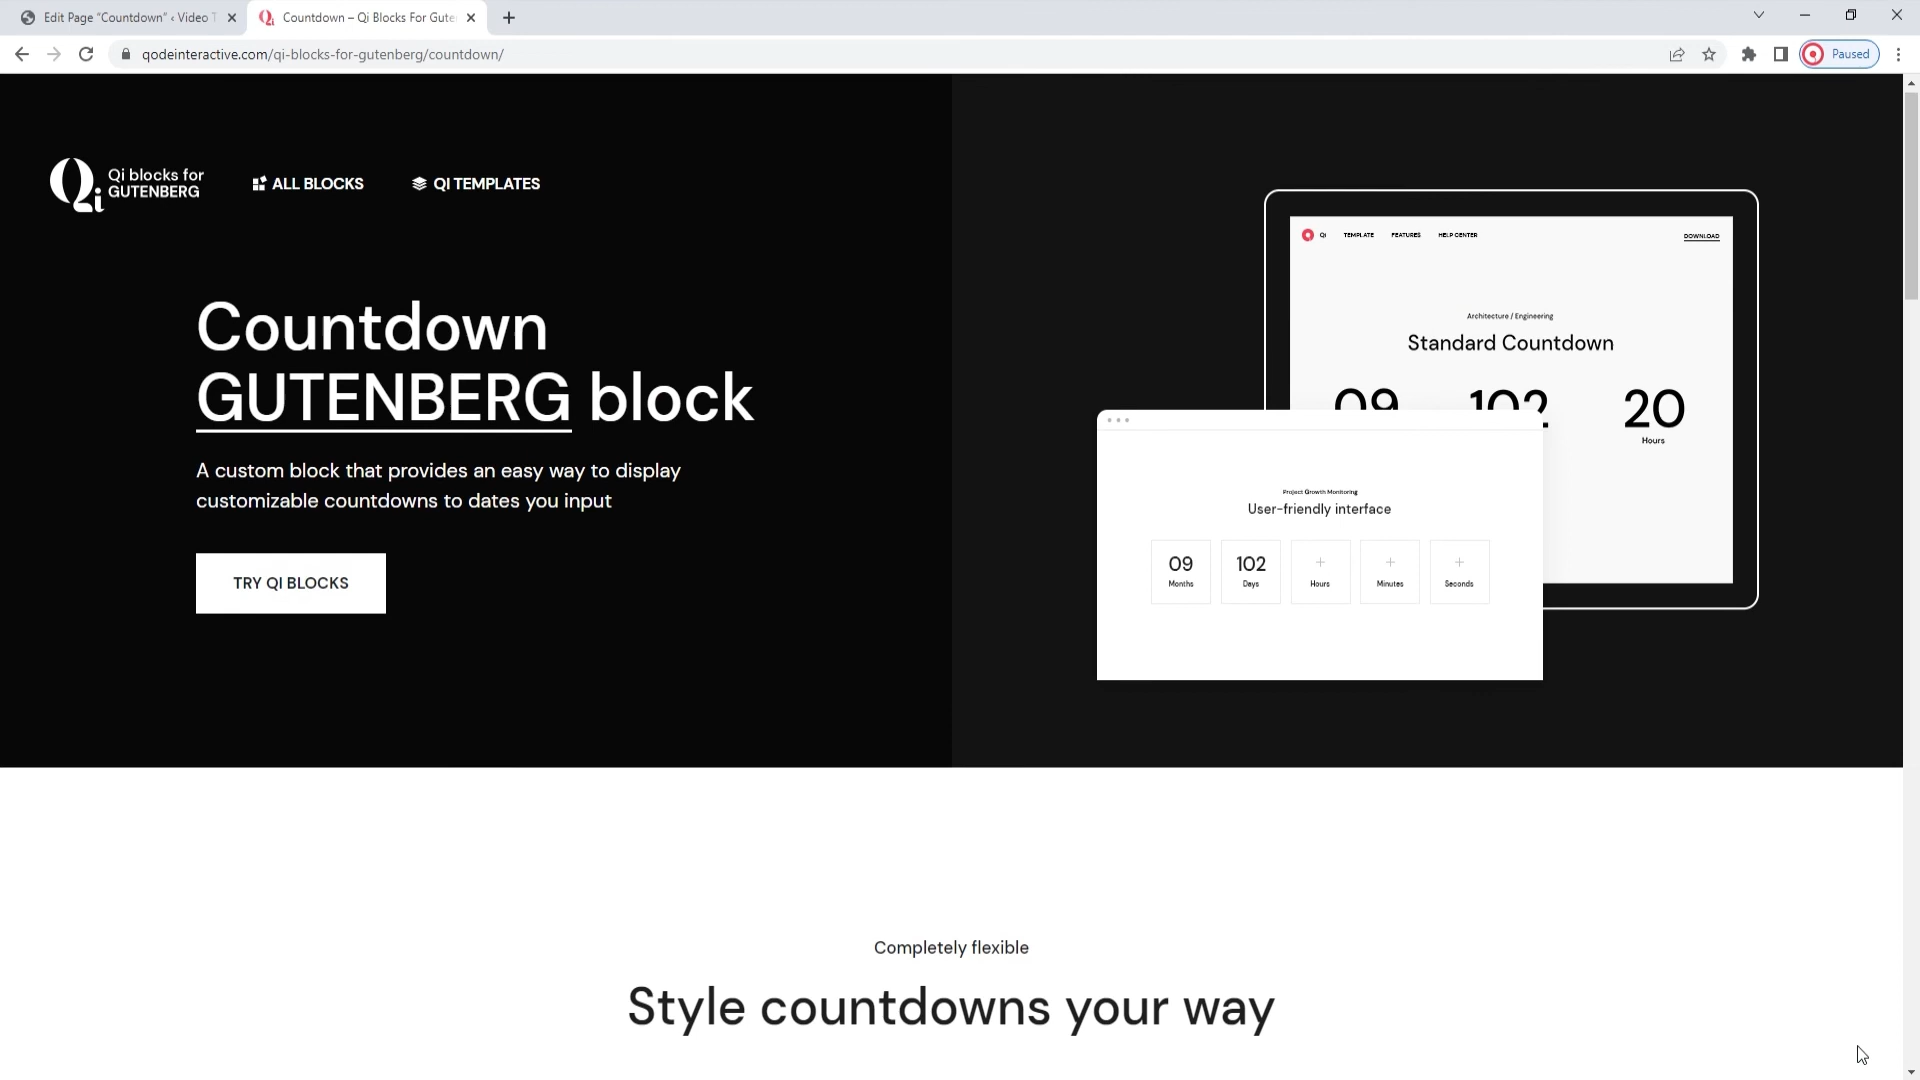 Edit Page "Countdown" ‹ Video T
Countdown – Qi Blocks For Gute
qodeinteractive.com/qi-blocks-for-gutenberg/countdown/
Paused
Qi blocks for
GUTENBERG
ALL BLOCKS
QI TEMPLATES
Countdown
GUTENBERG block
A custom block that provides an easy way to display
customizable countdowns to dates you input
TRY QI BLOCKS
Qi TEMPLATE FEATURES HELP CENTER DOWNLOAD
Architecture / Engineering
Standard Countdown
09 102 20
Hours
Project Growth Monitoring
User-friendly interface
09 102 + + +
Months Days Hours Minutes Seconds
Completely flexible
Style countdowns your way